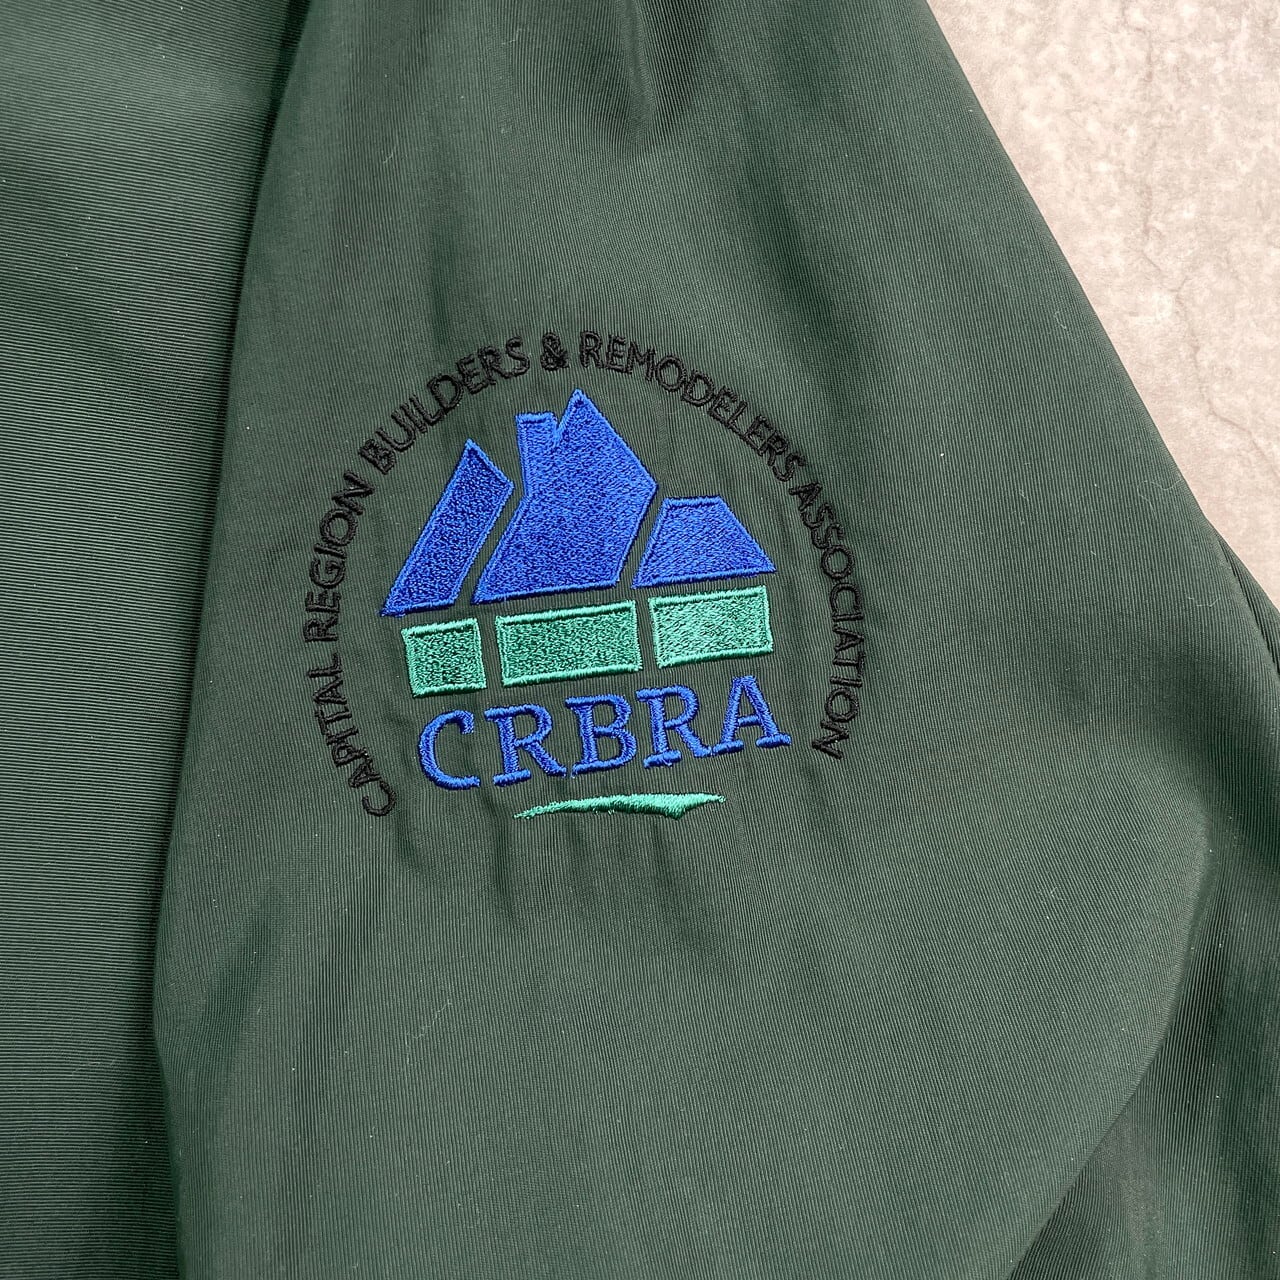 CAPITAL REGION BUILDERS & REMODELERS ASSOCIATION
CRBRA